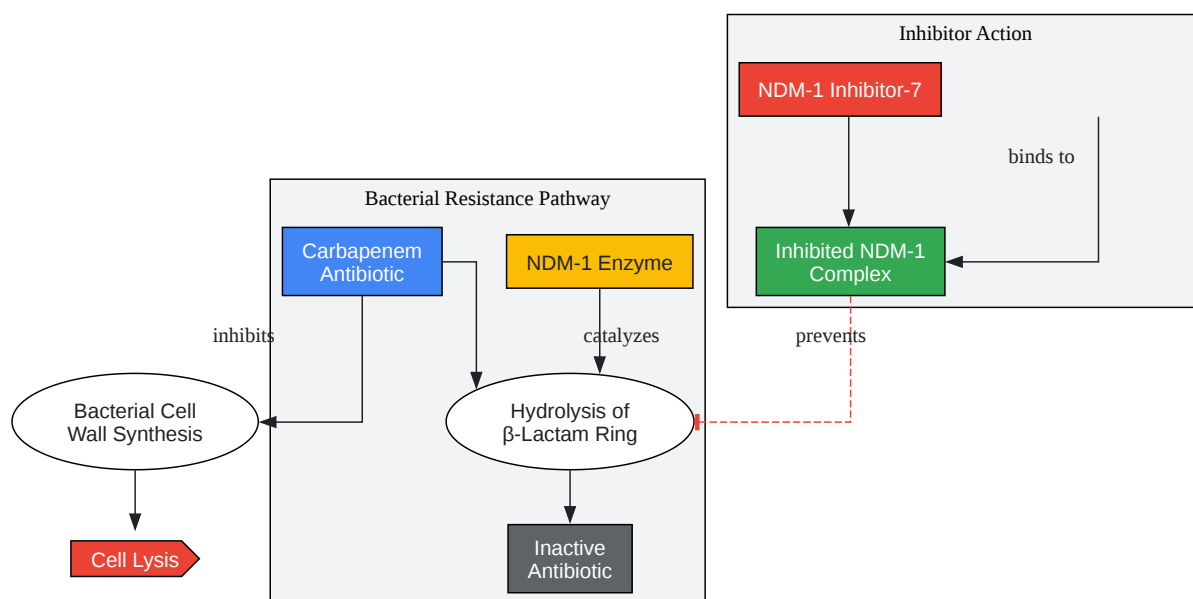 Inhibitor Action
NDM-1 Inhibitor-7
binds to
Bacterial Resistance Pathway
Carbapenem
Antibiotic
NDM-1 Enzyme
Inhibited NDM-1
Complex
inhibits
catalyzes
prevents
Bacterial Cell
Wall Synthesis
Hydrolysis of
β-Lactam Ring
Cell Lysis
Inactive
Antibiotic